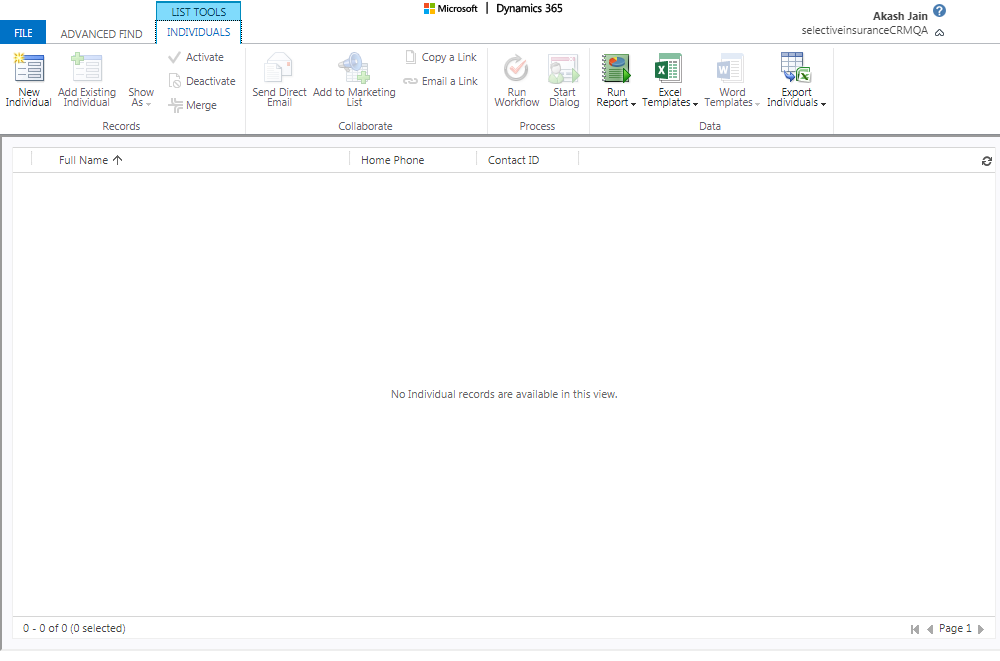 LIST TOOLS
Microsoft | Dynamics 365
Akash Jain
selectiveinsuranceCRMQA
FILE
ADVANCED FIND
INDIVIDUALS
New Individual
Add Existing Individual
Show As
Activate
Deactivate
Merge
Records
Send Direct Email
Add to Marketing List
Copy a Link
Email a Link
Collaborate
Run Workflow
Start Dialog
Process
Run Report
Excel Templates
Word Templates
Export Individuals
Data
Full Name
Home Phone
Contact ID
No Individual records are available in this view.
0 - 0 of 0 (0 selected)
Page 1